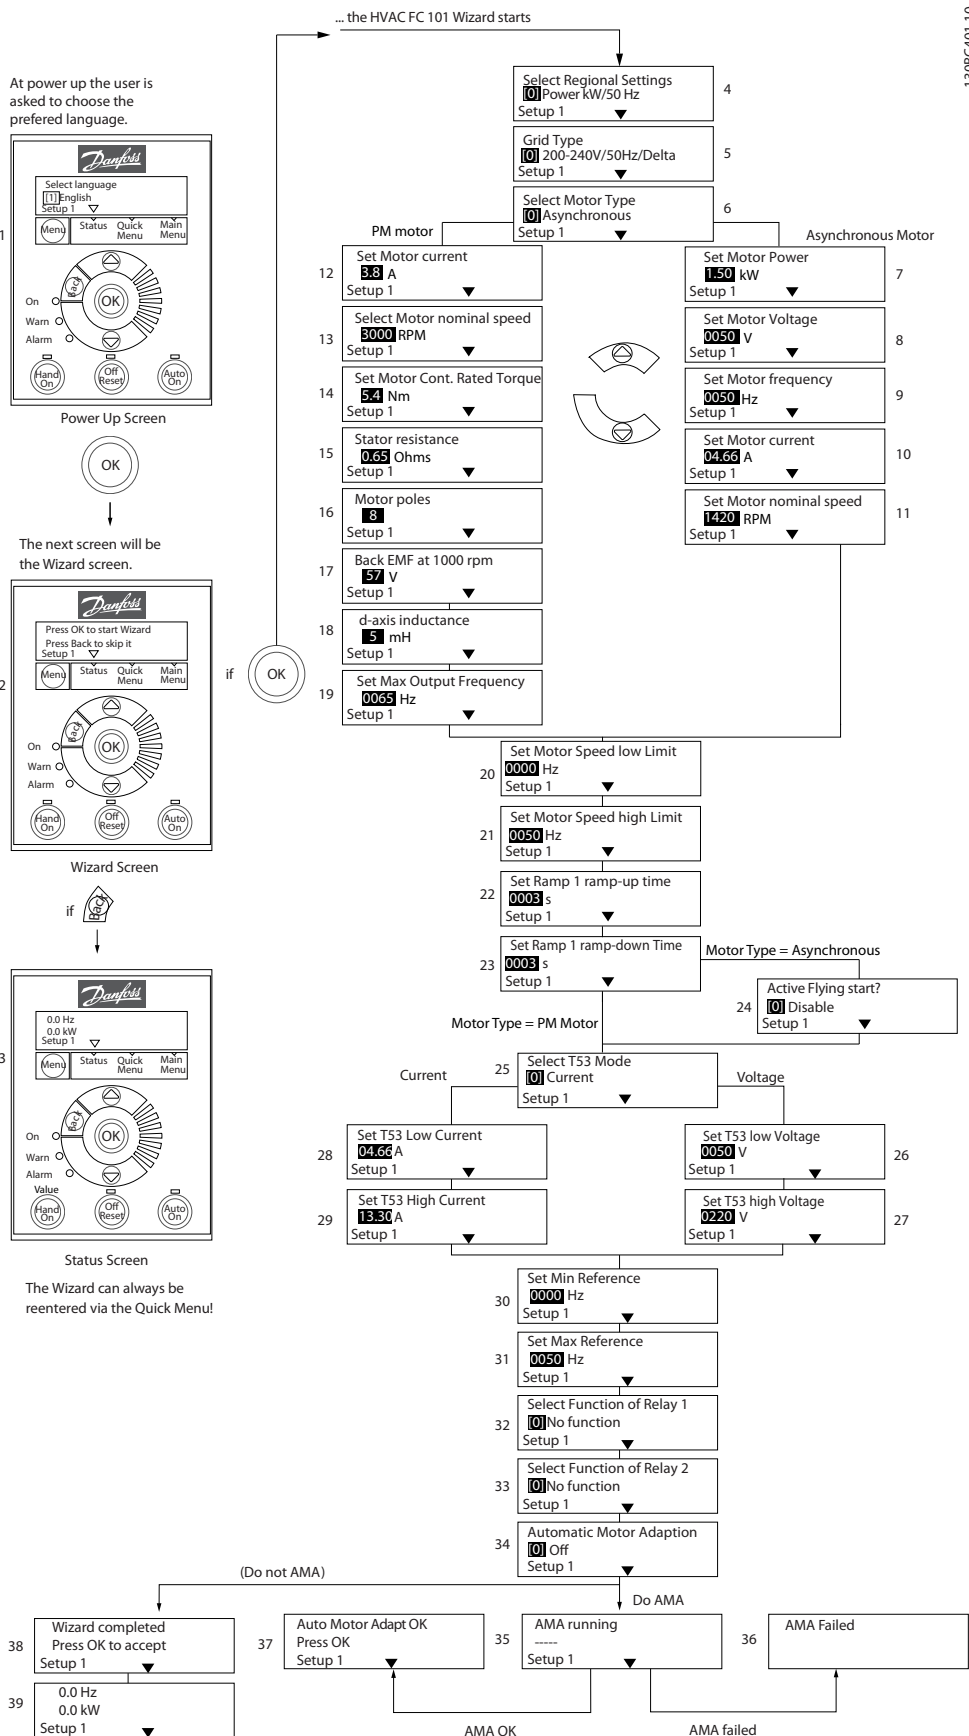 ... the HVAC FC 101 Wizard starts
130BC401.10
At power up the user is
asked to choose the
prefered language.
Danfoss
Select language
[1] English
Setup 1
Menu
Status
Quick Menu
Main Menu
1
Back
OK
On
Warn
Alarm
Hand On
Off Reset
Auto On
Power Up Screen
OK
The next screen will be
the Wizard screen.
Danfoss
Press OK to start Wizard
Press Back to skip it
Setup 1
Menu
Status
Quick Menu
Main Menu
2
Back
OK
On
Warn
Alarm
Hand On
Off Reset
Auto On
Wizard Screen
if
OK
if
Back
Danfoss
0.0 Hz
0.0 kW
Setup 1
Menu
Status
Quick Menu
Main Menu
3
Back
OK
On
Warn
Alarm
Value
Hand On
Off Reset
Auto On
Status Screen
The Wizard can always be
reentered via the Quick Menu!
Select Regional Settings
[0] Power kW/50 Hz
Setup 1
4
Grid Type
[0] 200-240V/50Hz/Delta
Setup 1
5
Select Motor Type
[0] Asynchronous
Setup 1
6
PM motor
Asynchronous Motor
12
Set Motor current
3.8 A
Setup 1
13
Select Motor nominal speed
3000 RPM
Setup 1
14
Set Motor Cont. Rated Torque
5.4 Nm
Setup 1
15
Stator resistance
0.65 Ohms
Setup 1
16
Motor poles
8
Setup 1
17
Back EMF at 1000 rpm
57 V
Setup 1
18
d-axis inductance
5 mH
Setup 1
19
Set Max Output Frequency
0065 Hz
Setup 1
Set Motor Power
1.50 kW
Setup 1
7
Set Motor Voltage
0050 V
Setup 1
8
Set Motor frequency
0050 Hz
Setup 1
9
Set Motor current
04.66 A
Setup 1
10
Set Motor nominal speed
1420 RPM
Setup 1
11
20
Set Motor Speed low Limit
0000 Hz
Setup 1
21
Set Motor Speed high Limit
0050 Hz
Setup 1
22
Set Ramp 1 ramp-up time
0003 s
Setup 1
23
Set Ramp 1 ramp-down Time
0003 s
Setup 1
Motor Type = Asynchronous
24
Active Flying start?
[0] Disable
Setup 1
Motor Type = PM Motor
25
Select T53 Mode
[0] Current
Setup 1
Current
Voltage
28
Set T53 Low Current
04.66 A
Setup 1
29
Set T53 High Current
13.30 A
Setup 1
Set T53 low Voltage
0050 V
Setup 1
26
Set T53 high Voltage
0220 V
Setup 1
27
30
Set Min Reference
0000 Hz
Setup 1
31
Set Max Reference
0050 Hz
Setup 1
32
Select Function of Relay 1
[0] No function
Setup 1
33
Select Function of Relay 2
[0] No function
Setup 1
34
Automatic Motor Adaption
[0] Off
Setup 1
(Do not AMA)
Do AMA
38
Wizard completed
Press OK to accept
Setup 1
39
0.0 Hz
0.0 kW
Setup 1
37
Auto Motor Adapt OK
Press OK
Setup 1
35
AMA running
-----
Setup 1
36
AMA Failed
AMA OK
AMA failed